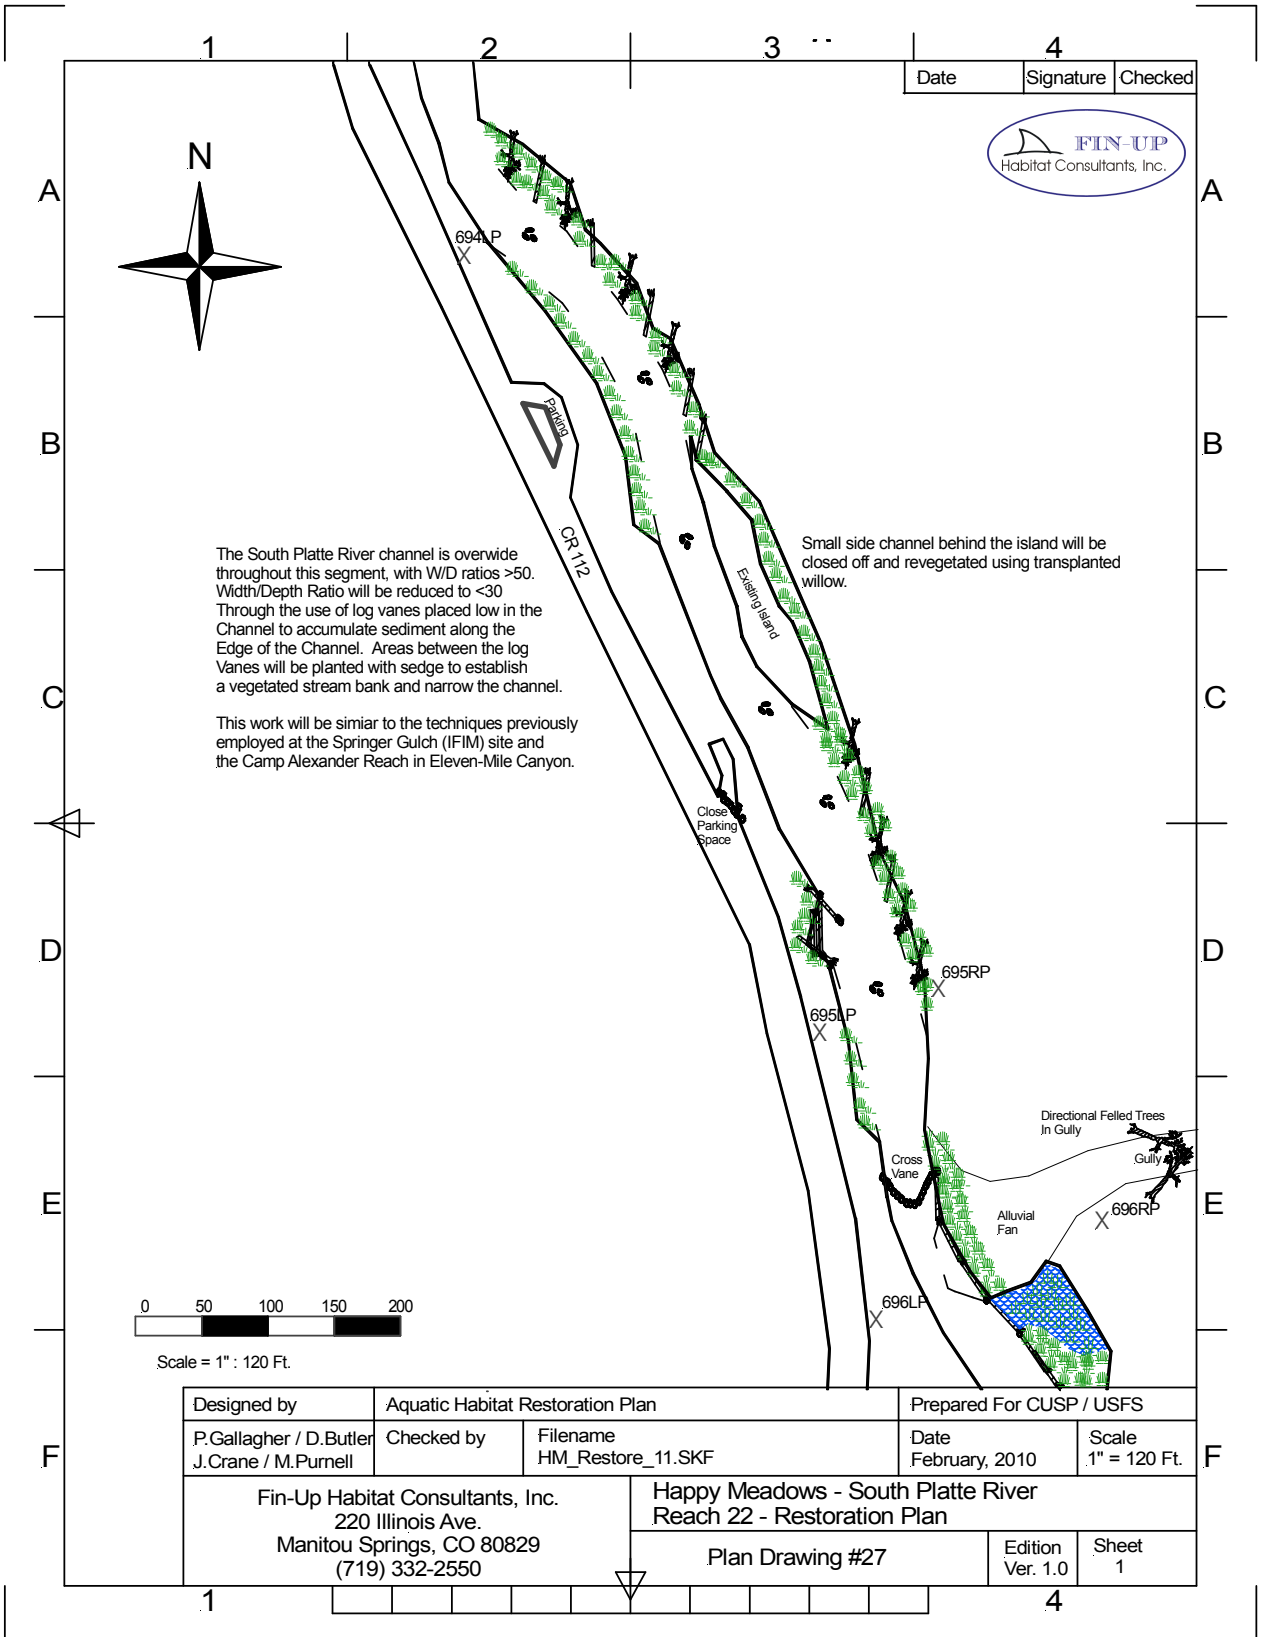 1
2
3
4
Date
Signature
Checked
FIN-UP
Habitat Consultants, Inc.
N
A
A
694LP
Parking
B
B
CR 112
The South Platte River channel is overwide
throughout this segment, with W/D ratios >50.
Width/Depth Ratio will be reduced to <30
Through the use of log vanes placed low in the
Channel to accumulate sediment along the
Edge of the Channel. Areas between the log
Vanes will be planted with sedge to establish
a vegetated stream bank and narrow the channel.
This work will be simiar to the techniques previously
employed at the Springer Gulch (IFIM) site and
the Camp Alexander Reach in Eleven-Mile Canyon.
Small side channel behind the island will be
closed off and revegetated using transplanted
willow.
Existing Island
C
C
Close
Parking
Space
D
D
695RP
695LP
Directional Felled Trees
In Gully
Gully
Cross
Vane
E
E
Alluvial
Fan
696RP
696LP
0 50 100 150 200
Scale = 1" : 120 Ft.
Designed by
Aquatic Habitat Restoration Plan
Prepared For CUSP / USFS
P.Gallagher / D.Butler
J.Crane / M.Purnell
Checked by
Filename
HM_Restore_11.SKF
Date
February, 2010
Scale
1" = 120 Ft.
F
F
Fin-Up Habitat Consultants, Inc.
220 Illinois Ave.
Manitou Springs, CO 80829
(719) 332-2550
Happy Meadows - South Platte River
Reach 22 - Restoration Plan
Plan Drawing #27
Edition
Ver. 1.0
Sheet
1
1
4